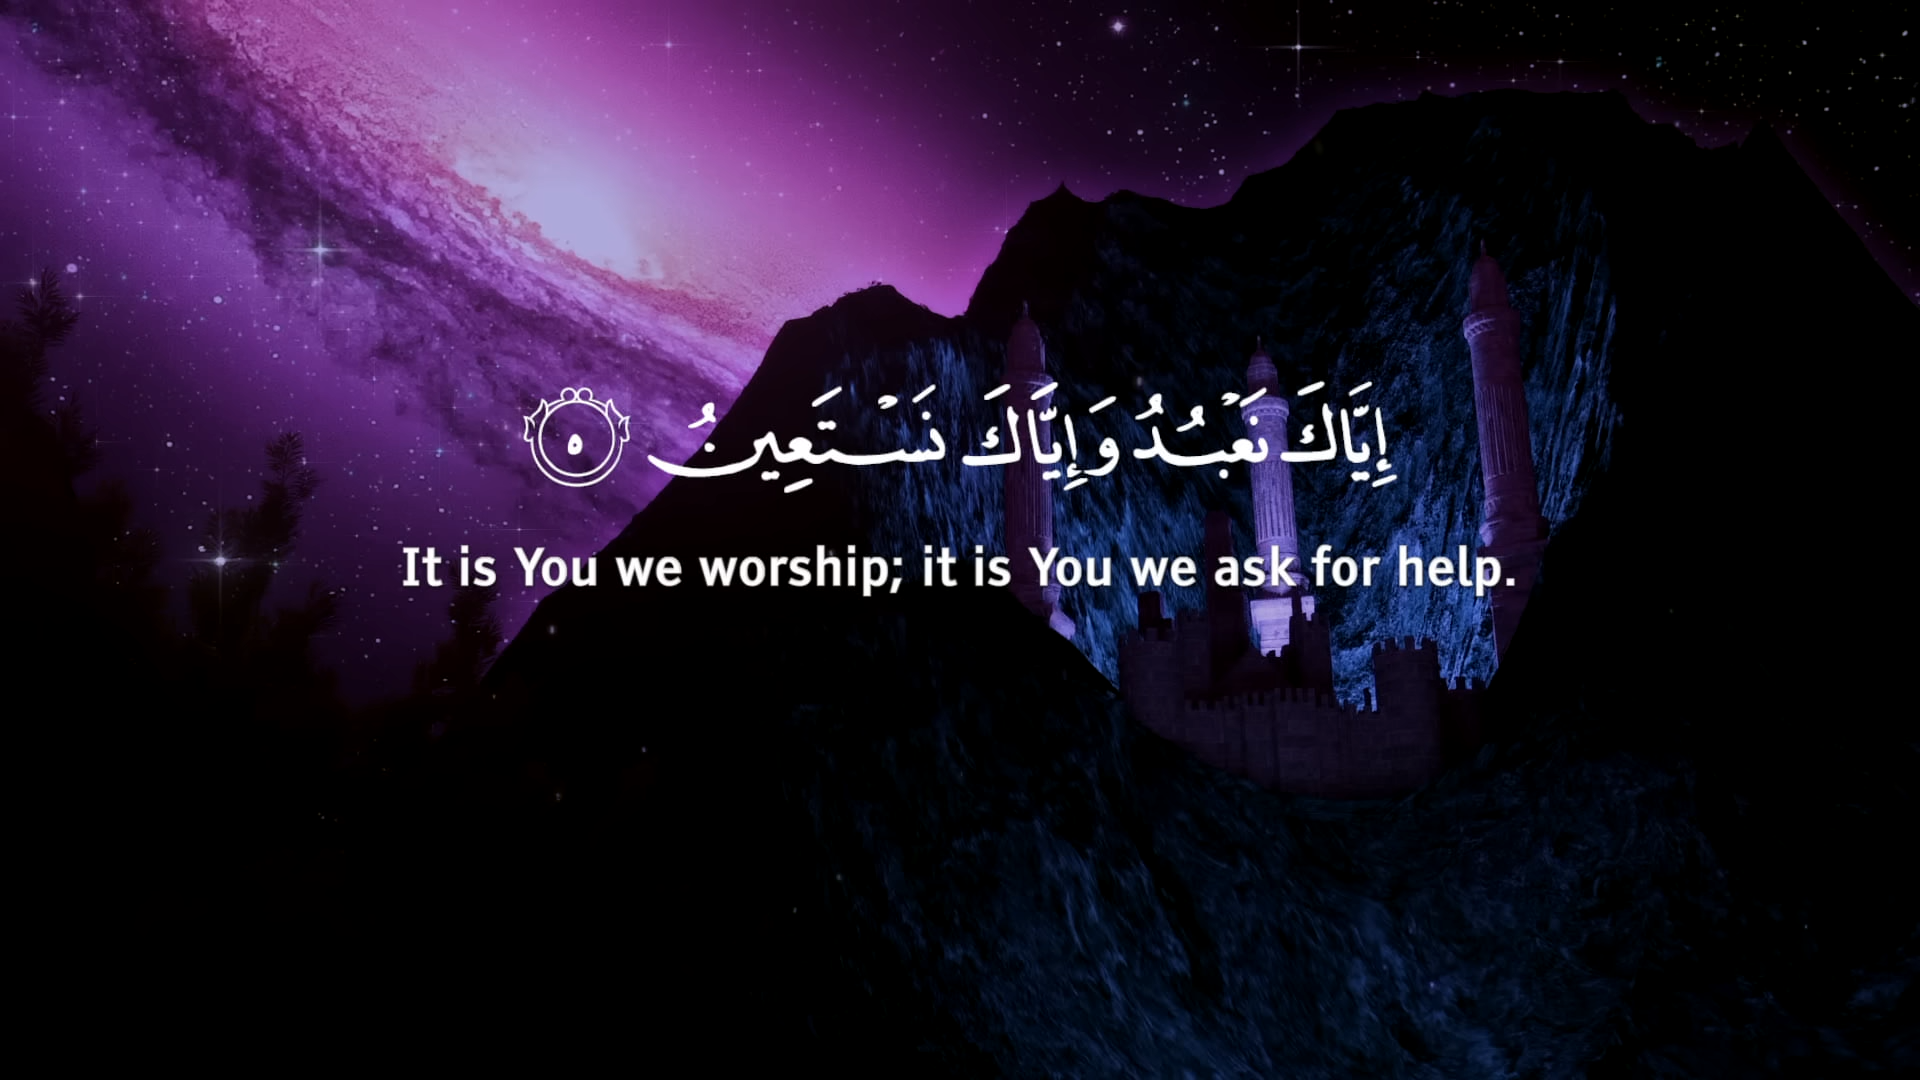 إِيَّاكَ نَعْبُدُ وَإِيَّاكَ نَسْتَعِينُ ٥
It is You we worship; it is You we ask for help.